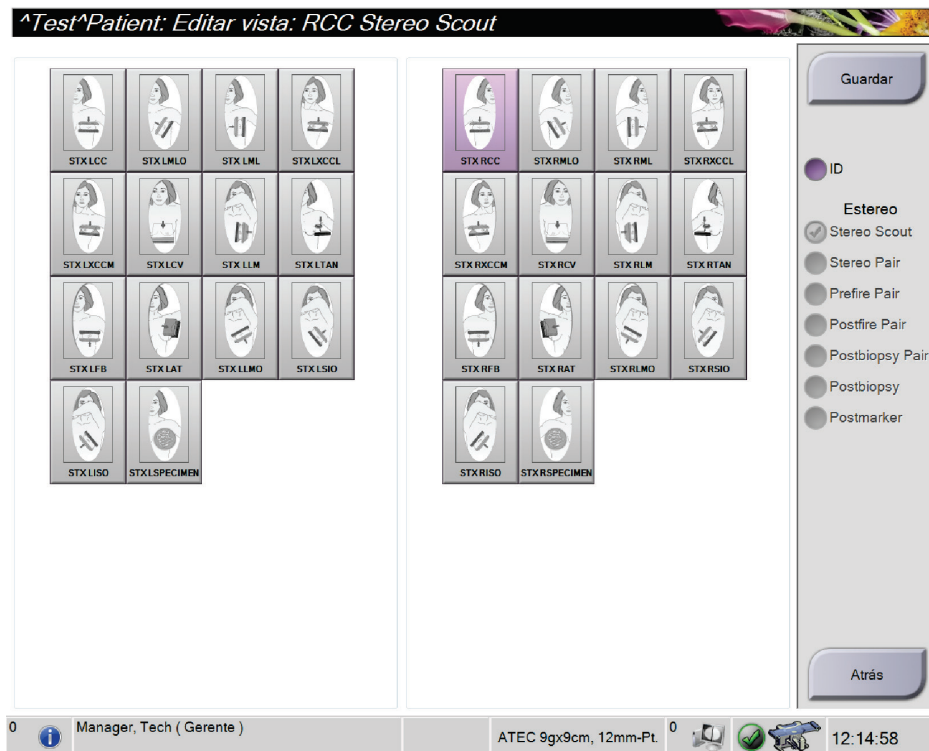 ^Test^Patient: Editar vista: RCC Stereo Scout
STX LCC
STX LMLO
STX LML
STX LXCCL
STX LXCCM
STX LCV
STX LLM
STX LTAN
STX LFB
STX LAT
STX LLMO
STX LSIO
STX LISO
STX LSPECIMEN
STX RCC
STX RMLO
STX RML
STX RXCCL
STX RXCCM
STX RCV
STX RLM
STX RTAN
STX RFB
STX RAT
STX RLMO
STX RSIO
STX RISO
STX RSPECIMEN
Guardar
ID
Estereo
Stereo Scout
Stereo Pair
Prefire Pair
Postfire Pair
Postbiopsy Pair
Postbiopsy
Postmarker
Atrás
0
Manager, Tech ( Gerente )
ATEC 9gx9cm, 12mm-Pt.
0
12:14:58